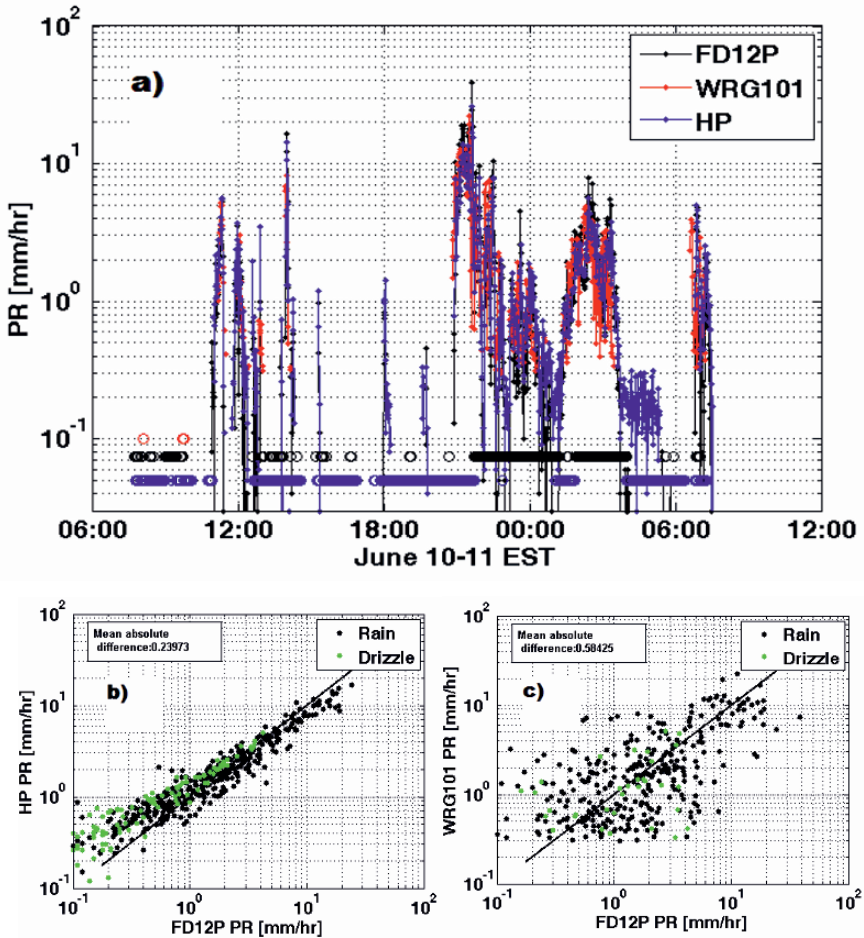 a)
FD12P
WRG101
HP
PR [mm/hr]
10²
10¹
10⁰
10⁻¹
06:00 12:00 18:00 00:00 06:00 12:00
June 10-11 EST
Mean absolute
difference:0.23973
Rain
Drizzle
b)
HP PR [mm/hr]
10²
10¹
10⁰
10⁻¹
10⁻¹ 10⁰ 10¹ 10²
FD12P PR [mm/hr]
Mean absolute
difference:0.58425
Rain
Drizzle
c)
WRG101 PR [mm/hr]
10²
10¹
10⁰
10⁻¹
10⁻¹ 10⁰ 10¹ 10²
FD12P PR [mm/hr]